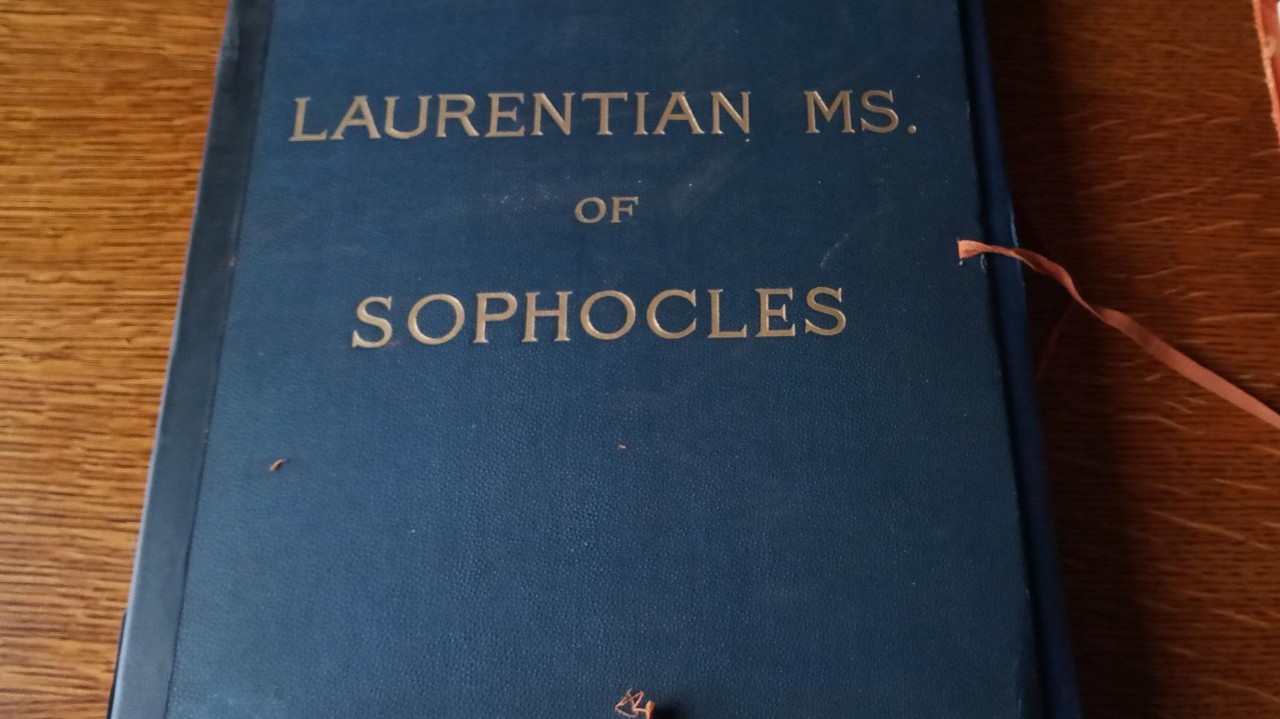 LAURENTIAN MS.
OF
SOPHOCLES